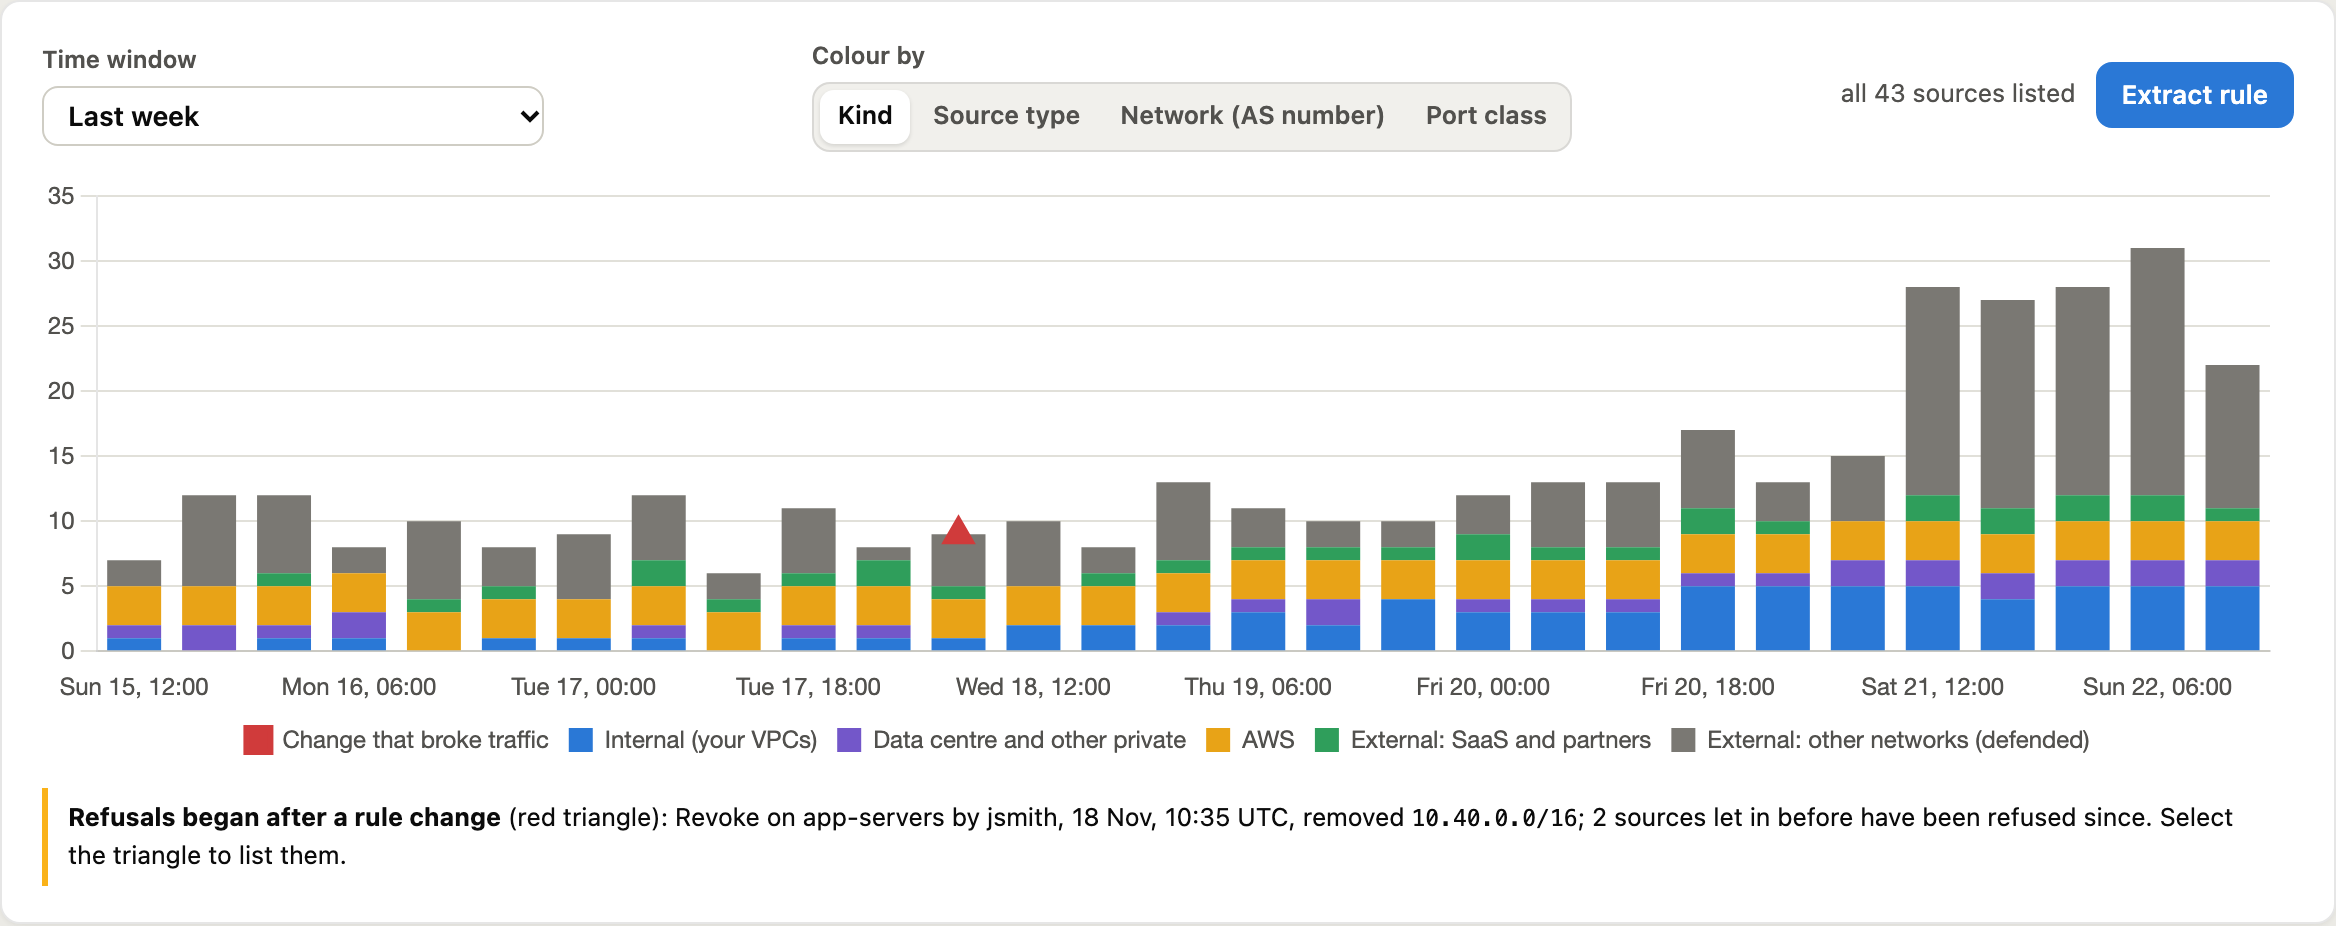 Time window
Last week
Colour by
Kind
Source type
Network (AS number)
Port class
all 43 sources listed
Extract rule
35
30
25
20
15
10
5
0
Sun 15, 12:00
Mon 16, 06:00
Tue 17, 00:00
Tue 17, 18:00
Wed 18, 12:00
Thu 19, 06:00
Fri 20, 00:00
Fri 20, 18:00
Sat 21, 12:00
Sun 22, 06:00
Change that broke traffic
Internal (your VPCs)
Data centre and other private
AWS
External: SaaS and partners
External: other networks (defended)
Refusals began after a rule change (red triangle): Revoke on app-servers by jsmith, 18 Nov, 10:35 UTC, removed 10.40.0.0/16; 2 sources let in before have been refused since. Select
the triangle to list them.